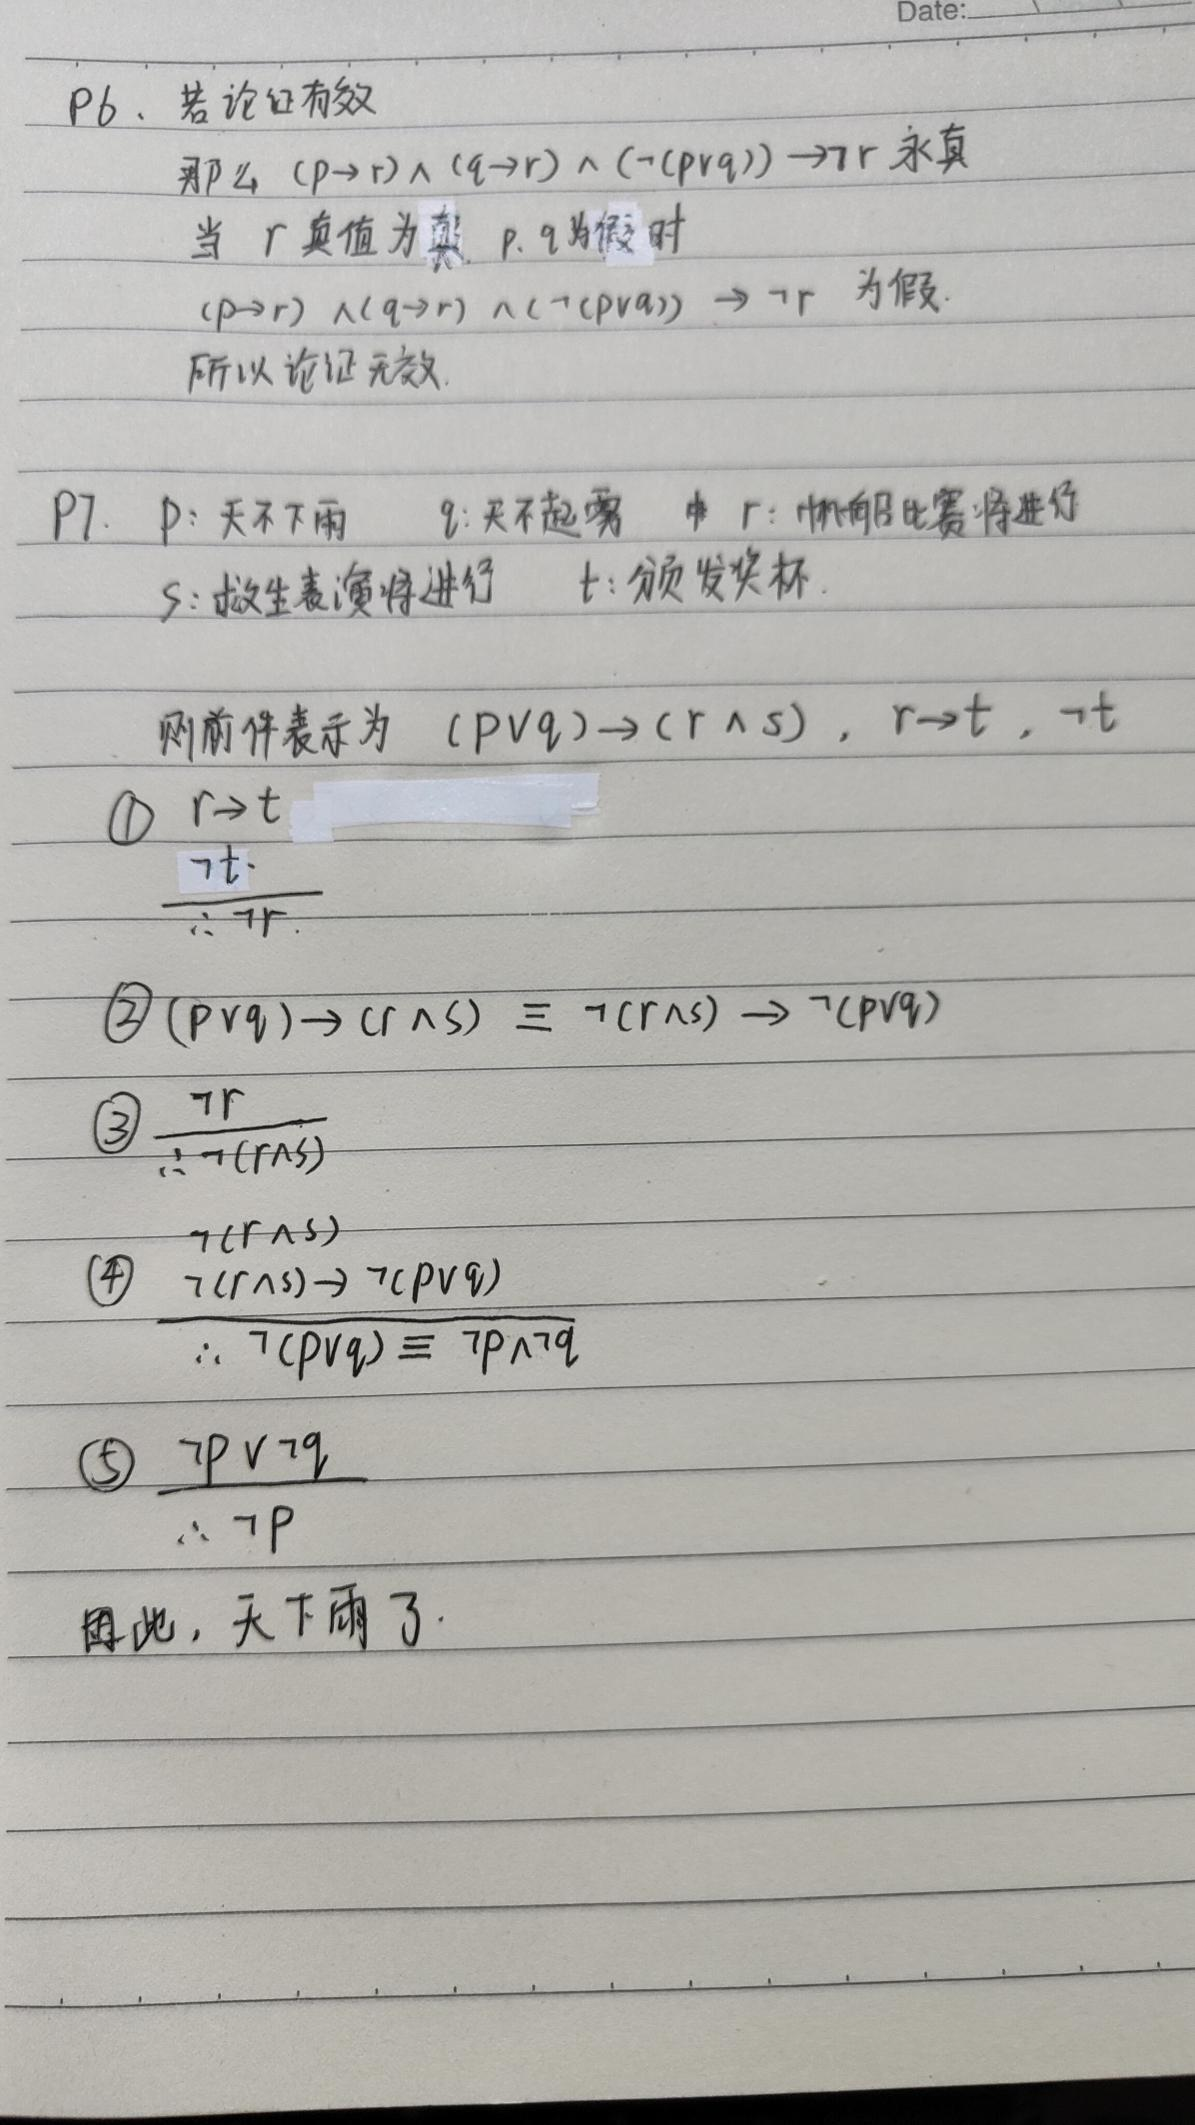 Date:
P6、若论证有效
那么 (p→r)∧(q→r)∧(¬(p∨q))→¬r 永真
当 r 真值为真, p、q为假时
(p→r)∧(q→r)∧(¬(p∨q))→¬r 为假.
所以论证无效.
P7. p: 天不下雨 q: 天不起雾 r: 帆船比赛将进行
s: 救生表演将进行 t: 颁发奖杯.
则前件表示为 (p∨q)→(r∧s), r→t, ¬t
① r→t
¬t.
∴ ¬r.
② (p∨q)→(r∧s) ≡ ¬(r∧s)→¬(p∨q)
③ ¬r
∴ ¬(r∧s)
¬(r∧s)
④ ¬(r∧s)→¬(p∨q)
∴ ¬(p∨q) ≡ ¬p∧¬q
⑤ ¬p∨¬q
∴ ¬p
因此, 天下雨了.